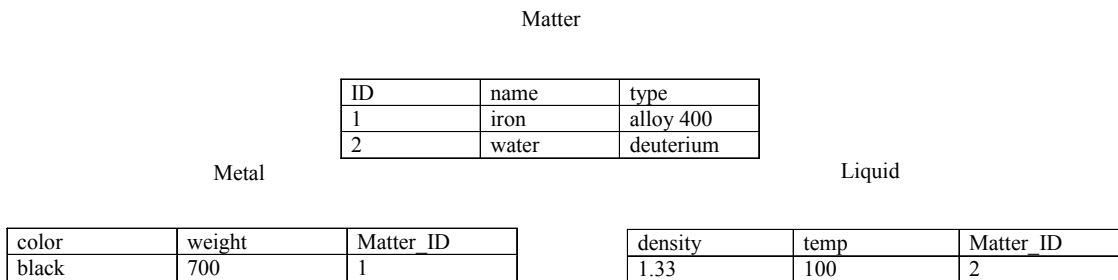 Matter
ID name type
1 iron alloy 400
2 water deuterium
Metal
color weight Matter_ID
black 700 1
Liquid
density temp Matter_ID
1.33 100 2